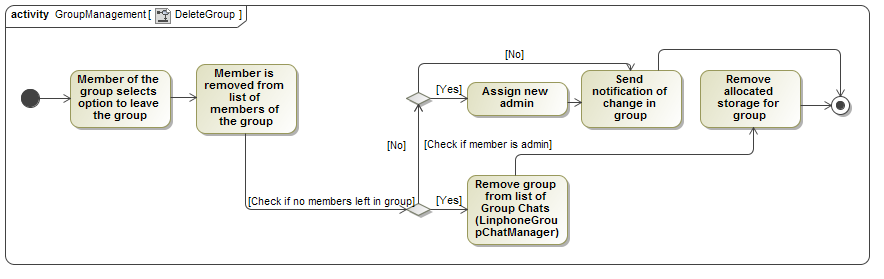 activity GroupManagement [ DeleteGroup ]
Member of the
group selects
option to leave
the group
Member is
removed from
list of
members of
the group
[Check if no members left in group]
[No]
[Yes]
[Check if member is admin]
[No]
[Yes]
Assign new
admin
Send
notification of
change in
group
Remove group
from list of
Group Chats
(LinphoneGrou
pChatManager)
Remove
allocated
storage for
group